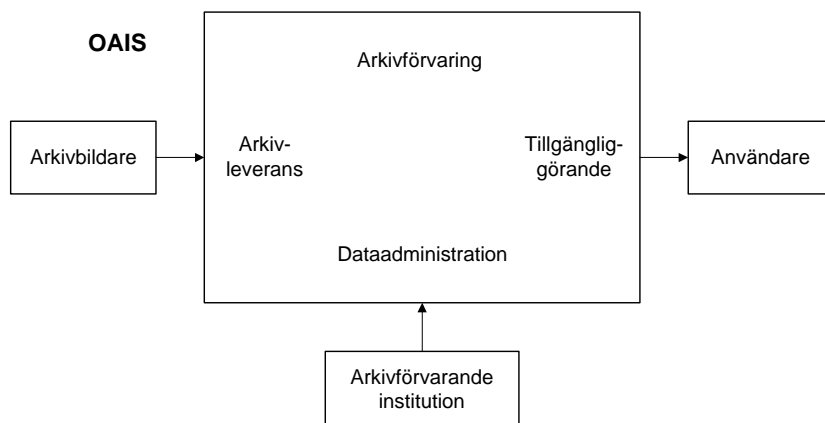 OAIS
Arkivförvaring
Arkivbildare
Arkiv-
leverans
Tillgänglig-
görande
Användare
Dataadministration
Arkivförvarande
institution